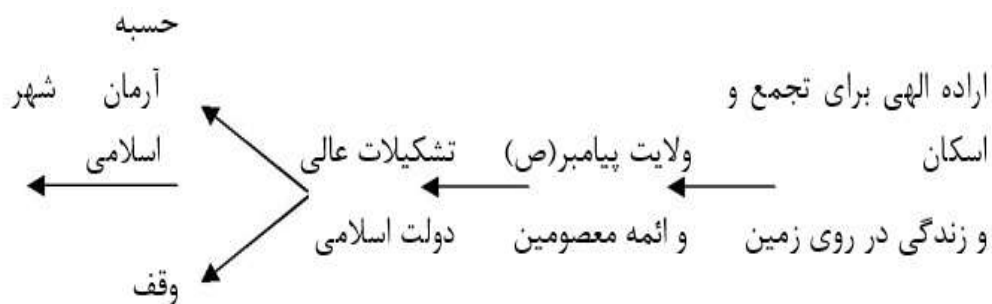 حسبه
اراده الهی برای تجمع و
اسکان
و زندگی در روی زمین
ولایت پیامبر(ص)
و ائمه معصومین
تشکیلات عالی
دولت اسلامی
آرمان شهر
اسلامی
وقف